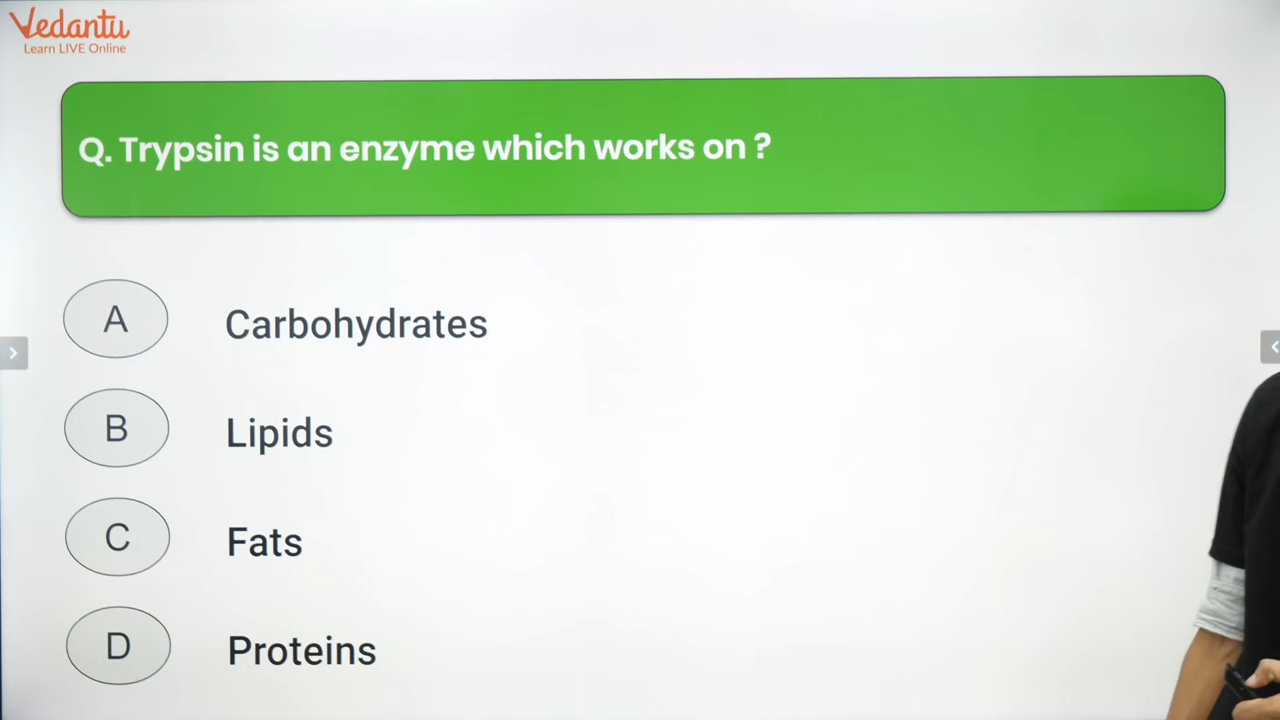 Vedantu
Learn LIVE Online
Q. Trypsin is an enzyme which works on ?
A Carbohydrates
B Lipids
C Fats
D Proteins